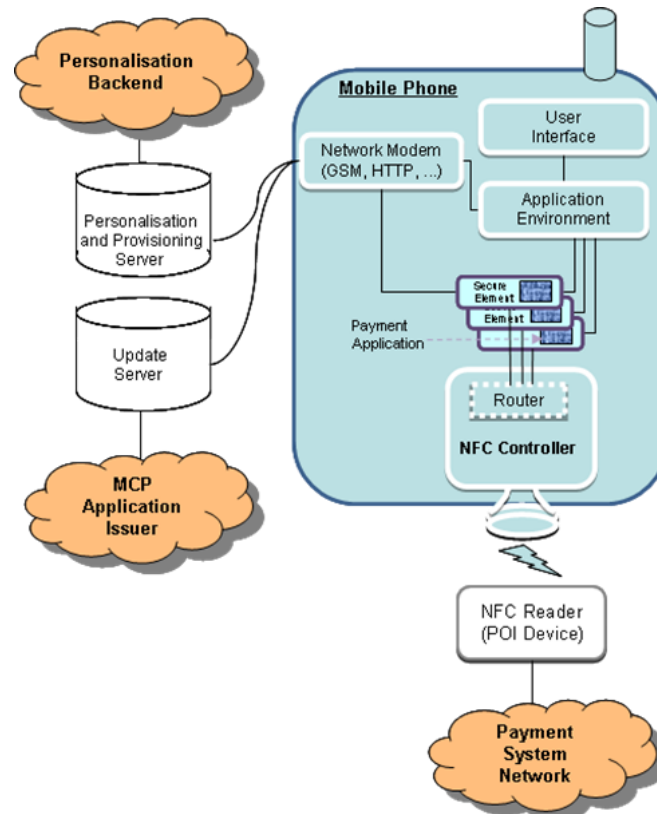 Personalisation
Backend
Mobile Phone
User
Interface
Network Modem
(GSM, HTTP, ...)
Personalisation
and Provisioning
Server
Application
Environment
Secure
Element
Element
Payment
Application
Update
Server
Router
NFC Controller
MCP
Application
Issuer
NFC Reader
(POI Device)
Payment
System
Network